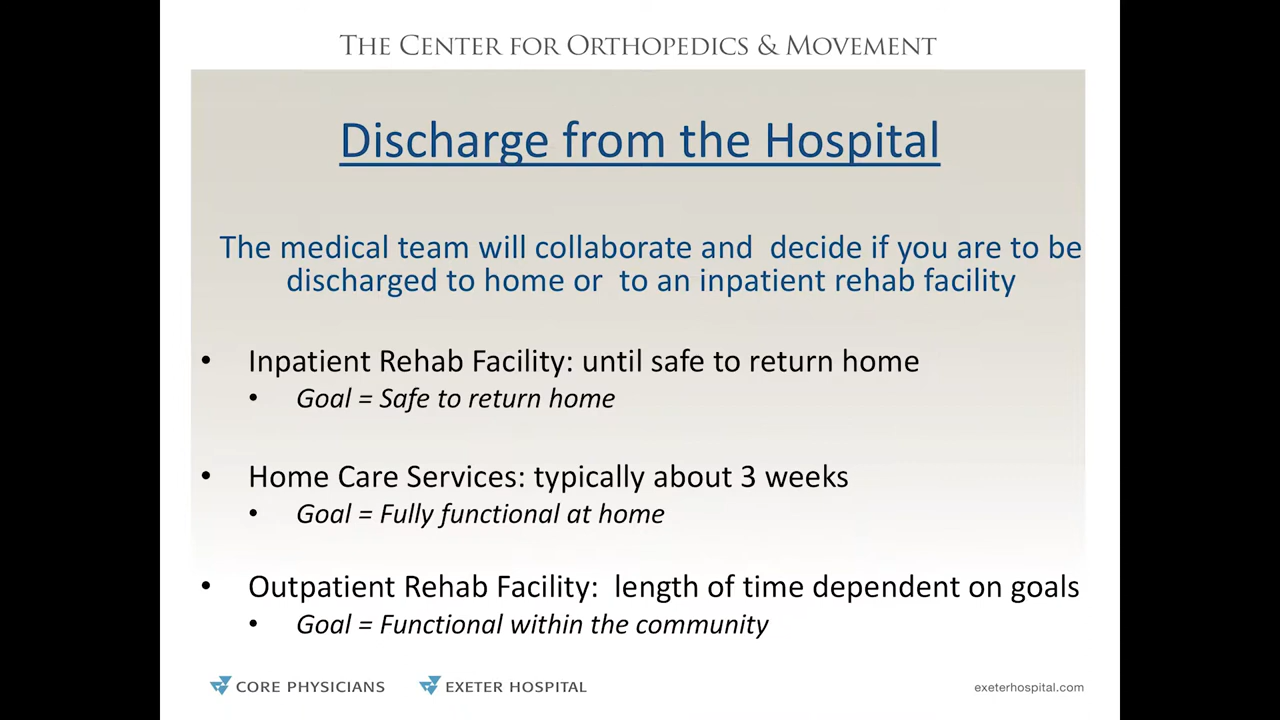 THE CENTER FOR ORTHOPEDICS & MOVEMENT
Discharge from the Hospital
The medical team will collaborate and  decide if you are to be
discharged to home or  to an inpatient rehab facility
• Inpatient Rehab Facility: until safe to return home
• Goal = Safe to return home
• Home Care Services: typically about 3 weeks
• Goal = Fully functional at home
• Outpatient Rehab Facility:  length of time dependent on goals
• Goal = Functional within the community
CORE PHYSICIANS EXETER HOSPITAL exeterhospital.com